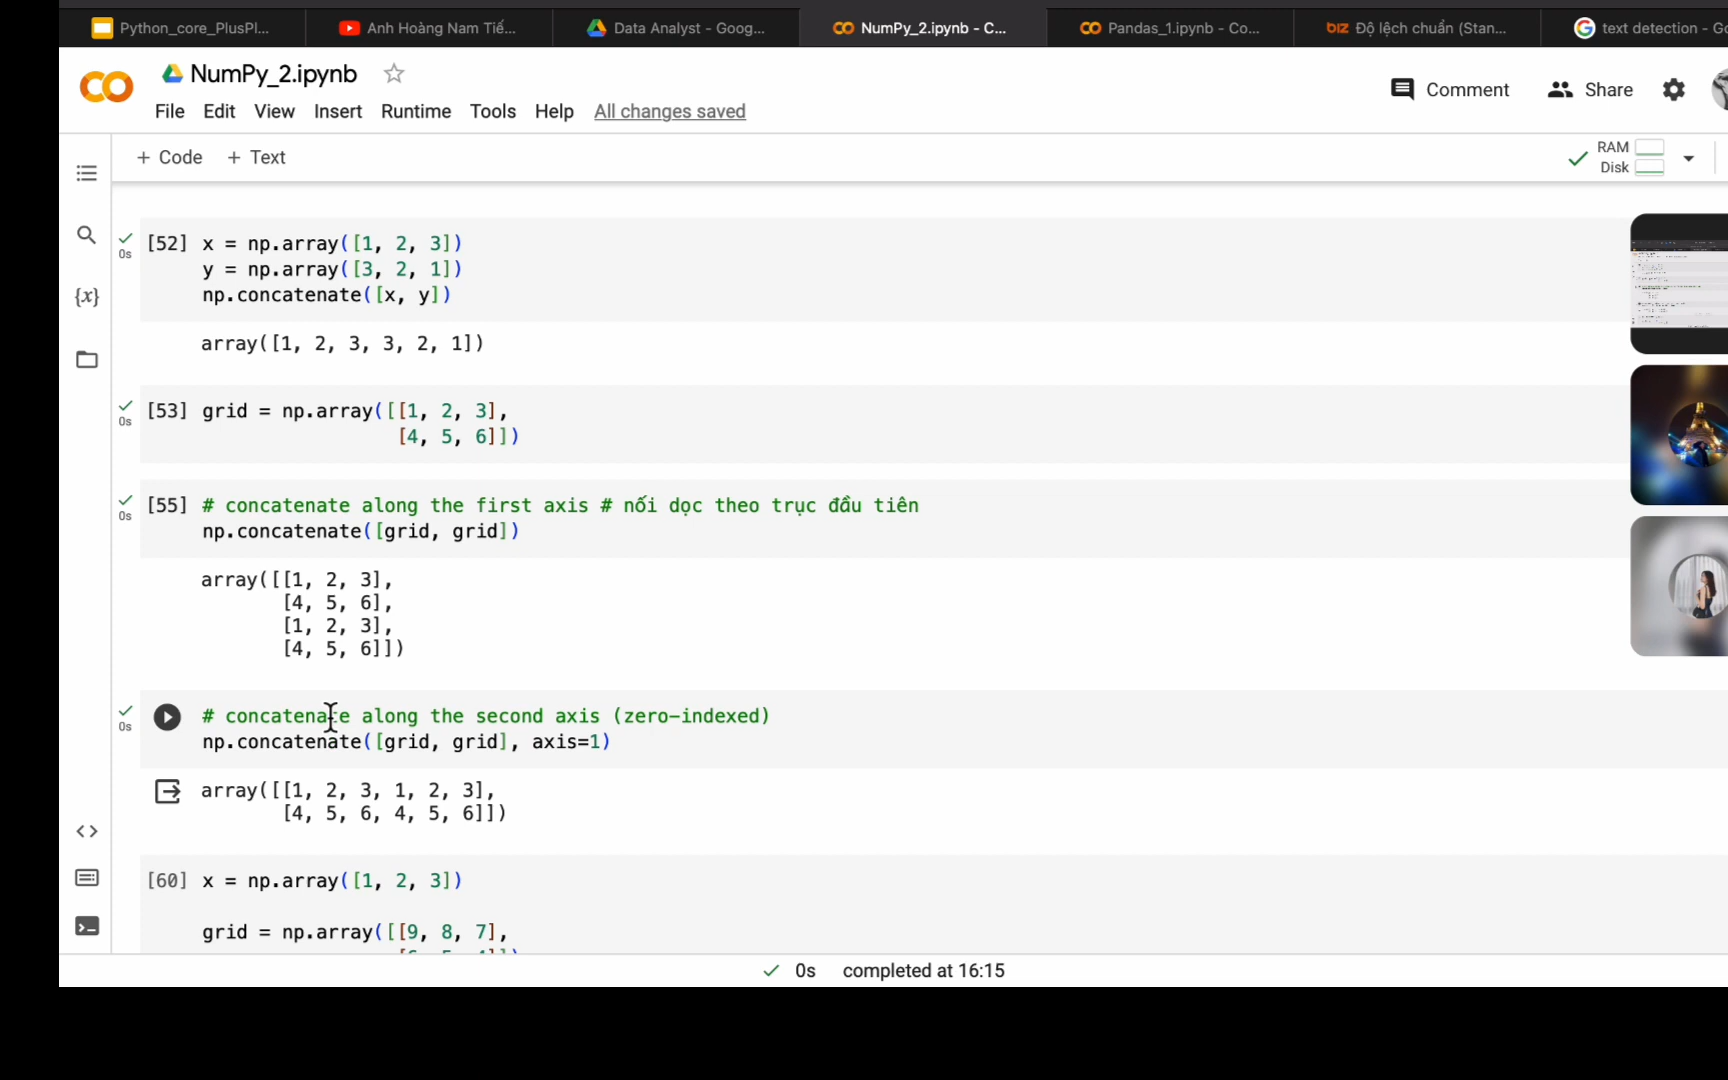 Python_core_PlusPl...
Anh Hoàng Nam Tiế...
Data Analyst - Goog...
NumPy_2.ipynb - C...
Pandas_1.ipynb - Co...
biz Độ lệch chuẩn (Stan...
text detection - Go
NumPy_2.ipynb
Comment
Share
File Edit View Insert Runtime Tools Help All changes saved
+ Code + Text
RAM
Disk
[52] x = np.array([1, 2, 3])
0s
y = np.array([3, 2, 1])
np.concatenate([x, y])
{x}
array([1, 2, 3, 3, 2, 1])
[53] grid = np.array([[1, 2, 3],
0s
[4, 5, 6]])
[55] # concatenate along the first axis # nối dọc theo trục đầu tiên
0s
np.concatenate([grid, grid])
array([[1, 2, 3],
[4, 5, 6],
[1, 2, 3],
[4, 5, 6]])
# concatenate along the second axis (zero-indexed)
0s
np.concatenate([grid, grid], axis=1)
array([[1, 2, 3, 1, 2, 3],
[4, 5, 6, 4, 5, 6]])
[60] x = np.array([1, 2, 3])
grid = np.array([[9, 8, 7],
0s completed at 16:15